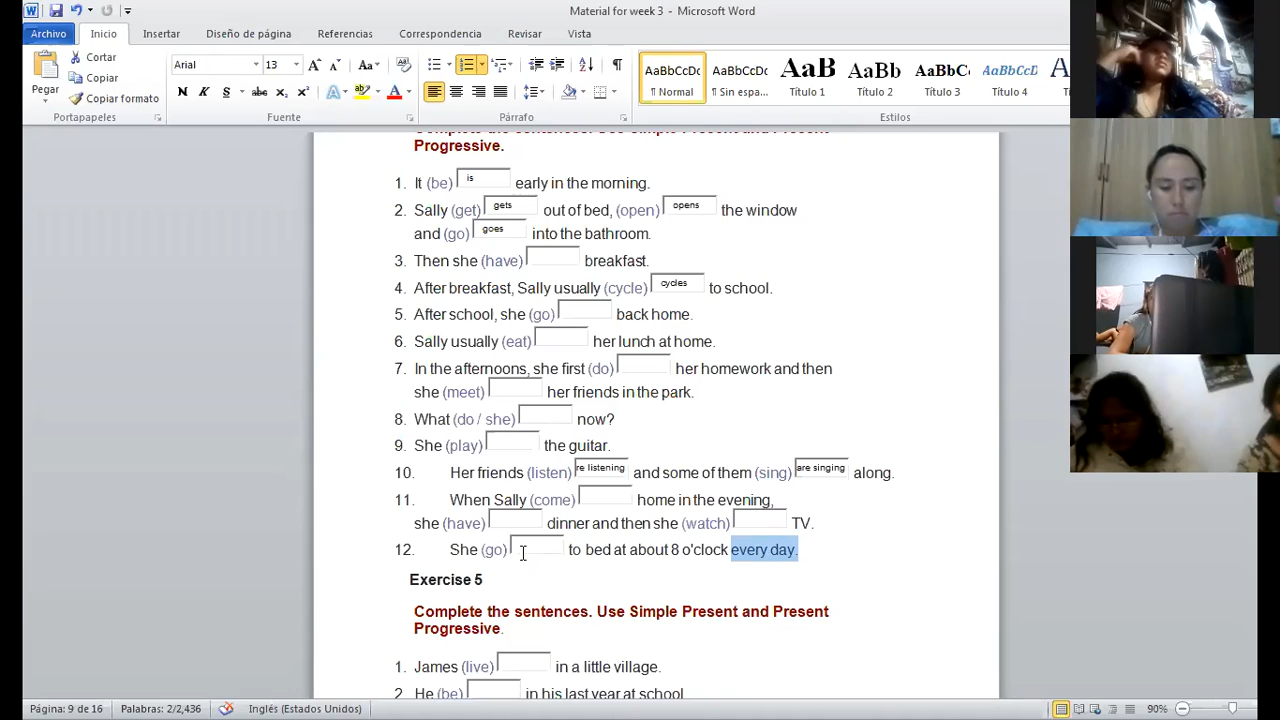 Material for week 3 - Microsoft Word
Archivo Inicio Insertar Diseño de página Referencias Correspondencia Revisar Vista
Pegar
Cortar
Copiar
Copiar formato
Portapapeles
Arial 13
Fuente
Párrafo
AaBbCcDc AaBbCcDc AaB AaBbC AaBbC AaBbCcD
¶ Normal ¶ Sin espa... Título 1 Título 2 Título 3 Título 4
Estilos
Complete the sentences. Use Simple Present and Present
Progressive.
1. It (be) is early in the morning.
2. Sally (get) gets out of bed, (open) opens the window
and (go) goes into the bathroom.
3. Then she (have) breakfast.
4. After breakfast, Sally usually (cycle) cycles to school.
5. After school, she (go) back home.
6. Sally usually (eat) her lunch at home.
7. In the afternoons, she first (do) her homework and then
she (meet) her friends in the park.
8. What (do / she) now?
9. She (play) the guitar.
10. Her friends (listen) re listening and some of them (sing) are singing along.
11. When Sally (come) home in the evening,
she (have) dinner and then she (watch) TV.
12. She (go) to bed at about 8 o'clock every day.
Exercise 5
Complete the sentences. Use Simple Present and Present
Progressive.
1. James (live) in a little village.
2. He (be) in his last year at school.
Página: 9 de 16 Palabras: 2/2,436 Inglés (Estados Unidos) 90%